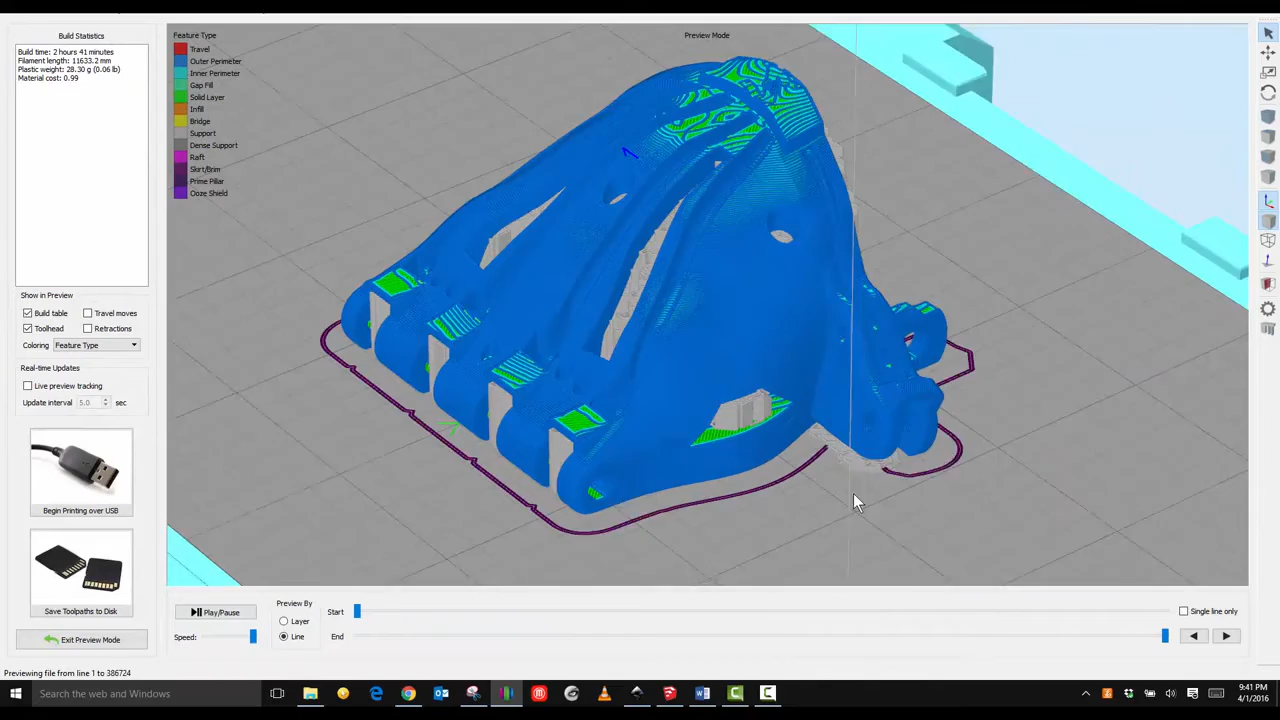 Build Statistics
Build time: 2 hours 41 minutes
Filament length: 11633.2 mm
Plastic weight: 28.30 g (0.06 lb)
Material cost: 0.99
Show in Preview
Build table
Travel moves
Toolhead
Retractions
Coloring
Feature Type
Real-time Updates
Live preview tracking
Update interval
5.0
sec
Begin Printing over USB
Save Toolpaths to Disk
Exit Preview Mode
Previewing file from line 1 to 386724
Feature Type
Travel
Outer Perimeter
Inner Perimeter
Gap Fill
Solid Layer
Infill
Bridge
Support
Dense Support
Raft
Skirt/Brim
Prime Pillar
Ooze Shield
Preview Mode
Play/Pause
Speed:
Preview By
Layer
Line
Start
End
Single line only
Search the web and Windows
9:41 PM
4/1/2016